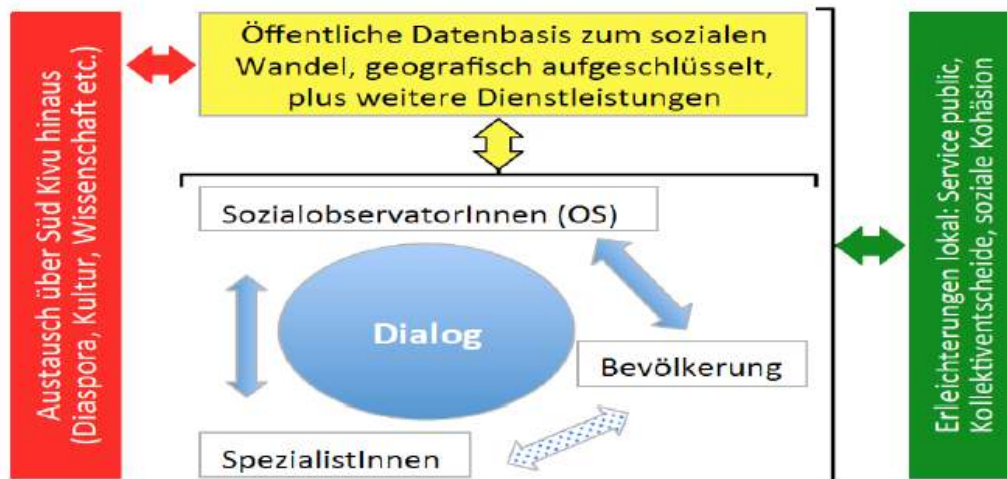 Austausch über Süd Kivu hinaus
(Diaspora, Kultur, Wissenschaft etc.)
Öffentliche Datenbasis zum sozialen
Wandel, geografisch aufgeschlüsselt,
plus weitere Dienstleistungen
SozialobservatorInnen (OS)
Dialog
Bevölkerung
SpezialistInnen
Erleichterungen lokal: Service public,
Kollektiventscheide, soziale Kohäsion